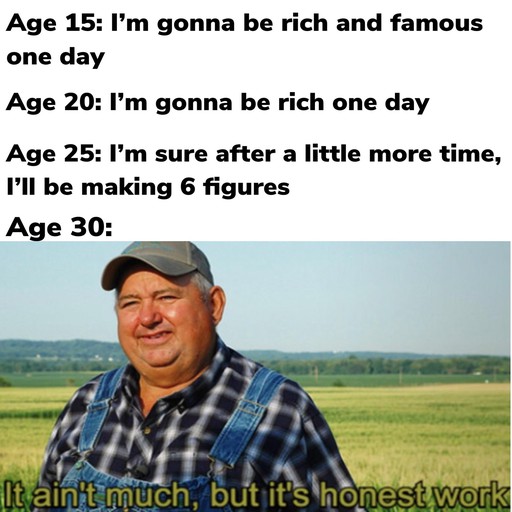 Age 15: I’m gonna be rich and famous
one day
Age 20: I’m gonna be rich one day
Age 25: I’m sure after a little more time,
I’ll be making 6 figures
Age 30:
It ain't much, but it's honest work